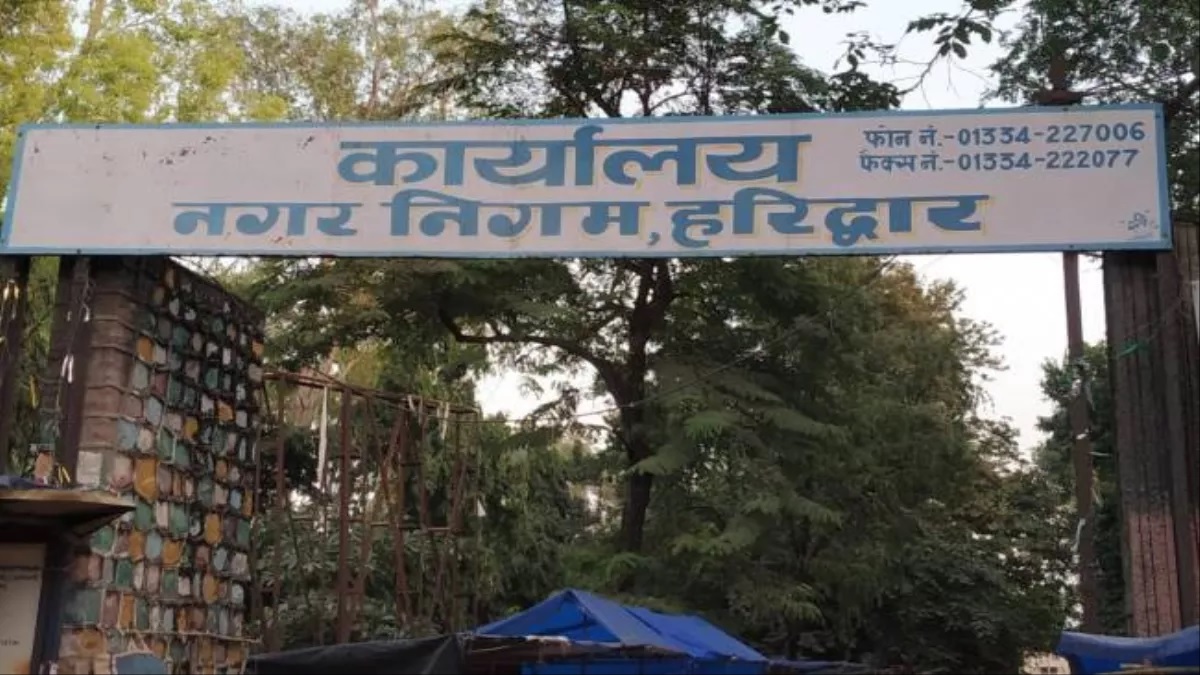 कार्यालय
नगर निगम, हरिद्वार
फोन नं.-01334-227006
फैक्स नं.-01334-222077